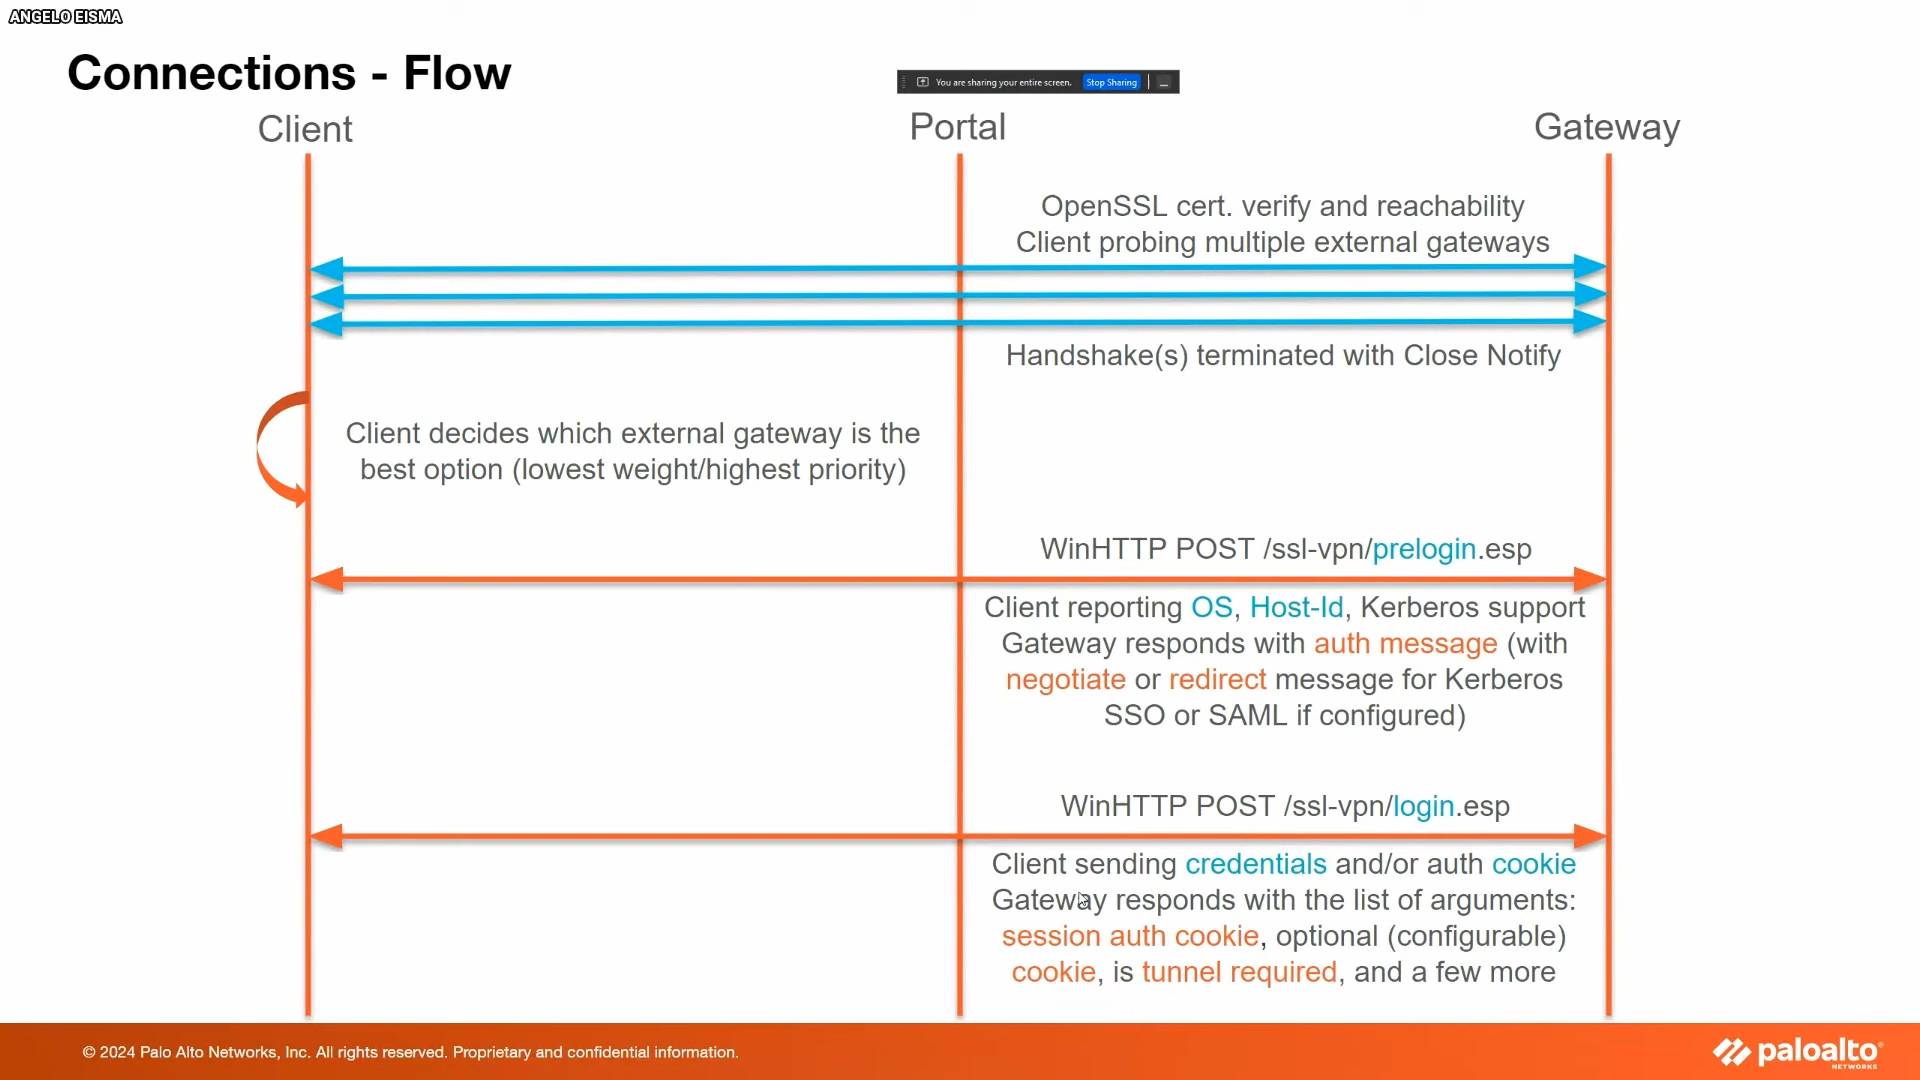 ANGELO EISMA
Connections - Flow
You are sharing your entire screen. Stop Sharing
Client
Portal
Gateway
OpenSSL cert. verify and reachability
Client probing multiple external gateways
Handshake(s) terminated with Close Notify
Client decides which external gateway is the
best option (lowest weight/highest priority)
WinHTTP POST /ssl-vpn/prelogin.esp
Client reporting OS, Host-Id, Kerberos support
Gateway responds with auth message (with
negotiate or redirect message for Kerberos
SSO or SAML if configured)
WinHTTP POST /ssl-vpn/login.esp
Client sending credentials and/or auth cookie
Gateway responds with the list of arguments:
session auth cookie, optional (configurable)
cookie, is tunnel required, and a few more
© 2024 Palo Alto Networks, Inc. All rights reserved. Proprietary and confidential information.
paloalto®
NETWORKS